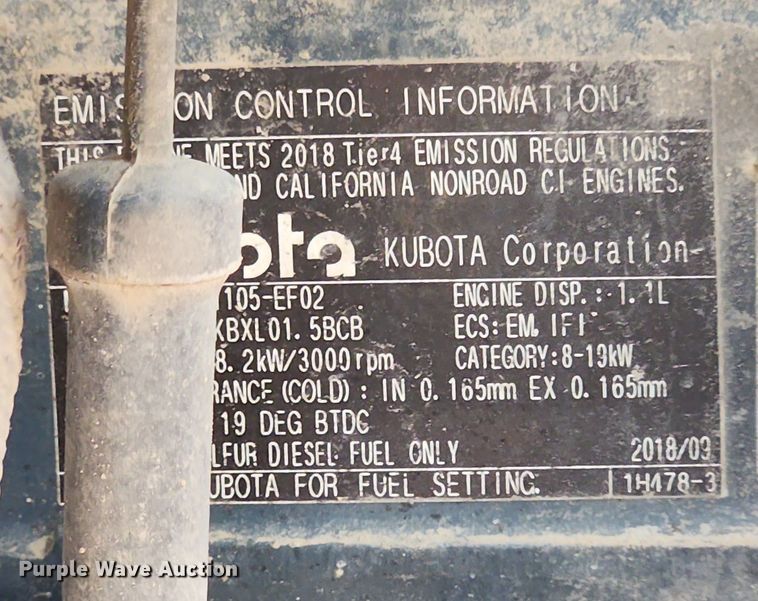 EMIS ON CONTROL INFORMATION
THIS NE MEETS 2018 Tier4 EMISSION REGULATIONS
ND CALIFORNIA NONROAD CI ENGINES.
ota KUBOTA Corporation
105-EF02 ENGINE DISP.: 1.1L
KBXL01.5BCB ECS: EM, IFI
8.2kW/3000rpm CATEGORY:8-19kW
RANCE (COLD) : IN 0.165mm EX 0.165mm
19 DEG BTDC
LFUR DIESEL FUEL ONLY 2018/09
UBOTA FOR FUEL SETTING. 1H478-3
Purple Wave Auction